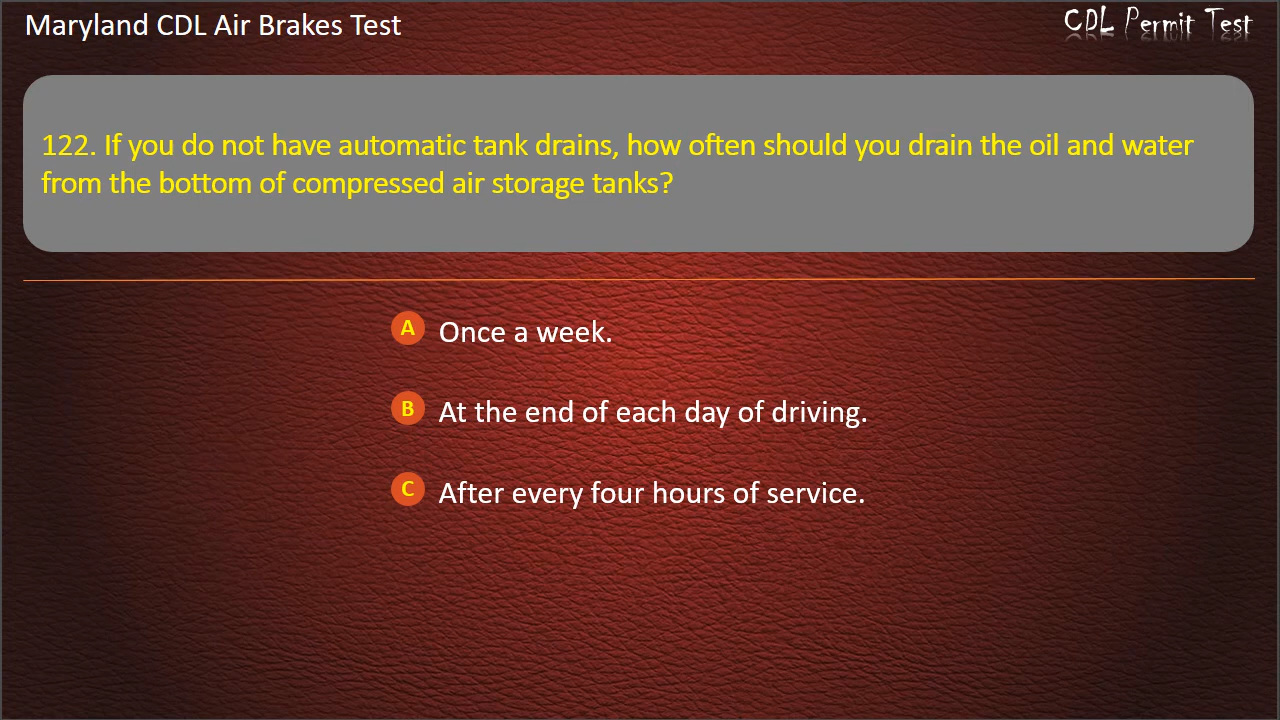 Maryland CDL Air Brakes Test
CDL Permit Test
122. If you do not have automatic tank drains, how often should you drain the oil and water
from the bottom of compressed air storage tanks?
A Once a week.
B At the end of each day of driving.
C After every four hours of service.